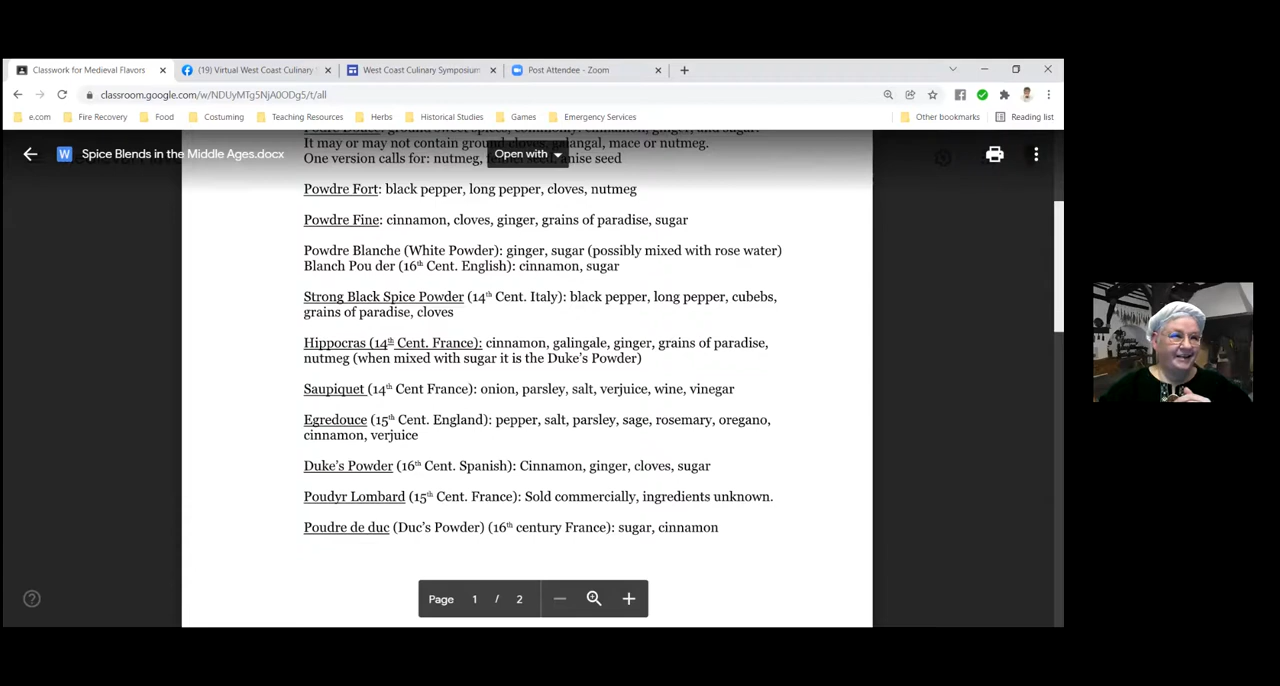 Classwork for Medieval Flavors
(19) Virtual West Coast Culinary
West Coast Culinary Symposium
Post Attendee - Zoom
classroom.google.com/w/NDUyMTg5NjA0ODg5/t/all
e.com Fire Recovery Food Costuming Teaching Resources Herbs Historical Studies Games Emergency Services Other bookmarks Reading list
ground sweet spices, commonly: cinnamon, ginger, and sugar.
It may or may not contain ground cloves, galangal, mace or nutmeg.
W Spice Blends in the Middle Ages.docx
Open with
One version calls for: nutmeg, fennel seed, anise seed
Powdre Fort: black pepper, long pepper, cloves, nutmeg
Powdre Fine: cinnamon, cloves, ginger, grains of paradise, sugar
Powdre Blanche (White Powder): ginger, sugar (possibly mixed with rose water)
Blanch Pou der (16th Cent. English): cinnamon, sugar
Strong Black Spice Powder (14th Cent. Italy): black pepper, long pepper, cubebs,
grains of paradise, cloves
Hippocras (14th Cent. France): cinnamon, galingale, ginger, grains of paradise,
nutmeg (when mixed with sugar it is the Duke's Powder)
Saupiquet (14th Cent France): onion, parsley, salt, verjuice, wine, vinegar
Egredouce (15th Cent. England): pepper, salt, parsley, sage, rosemary, oregano,
cinnamon, verjuice
Duke's Powder (16th Cent. Spanish): Cinnamon, ginger, cloves, sugar
Poudyr Lombard (15th Cent. France): Sold commercially, ingredients unknown.
Poudre de duc (Duc's Powder) (16th century France): sugar, cinnamon
Page 1 / 2